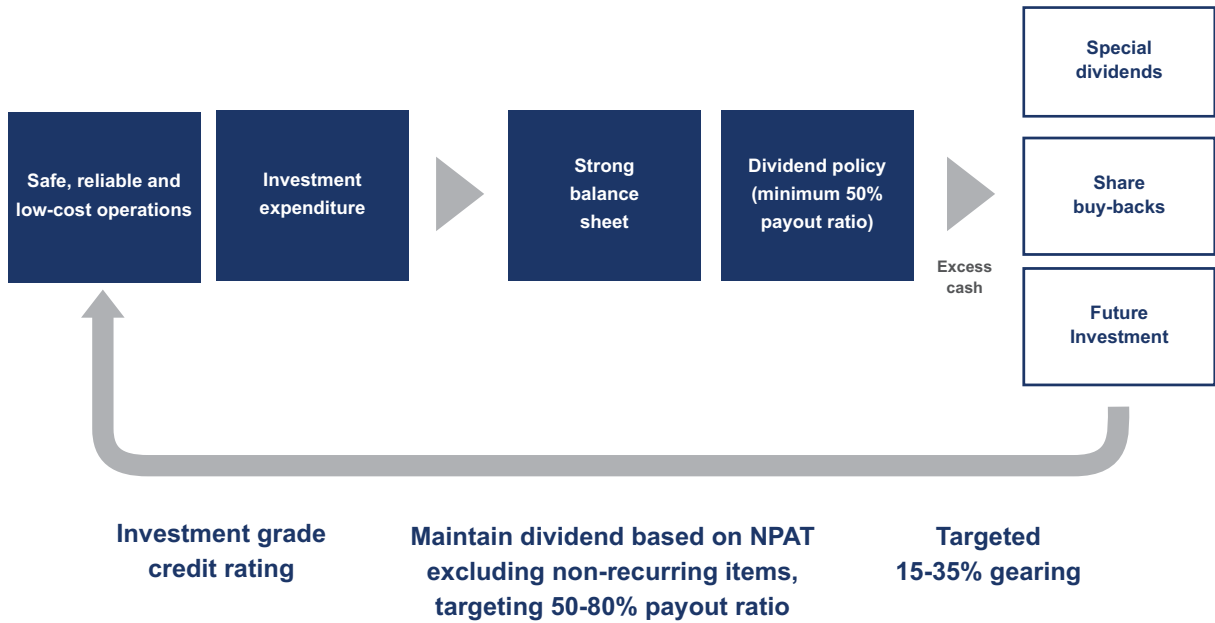 Safe, reliable and
low-cost operations
Investment
expenditure
Strong
balance
sheet
Dividend policy
(minimum 50%
payout ratio)
Excess
cash
Special
dividends
Share
buy-backs
Future
Investment
Investment grade
credit rating
Maintain dividend based on NPAT
excluding non-recurring items,
targeting 50-80% payout ratio
Targeted
15-35% gearing